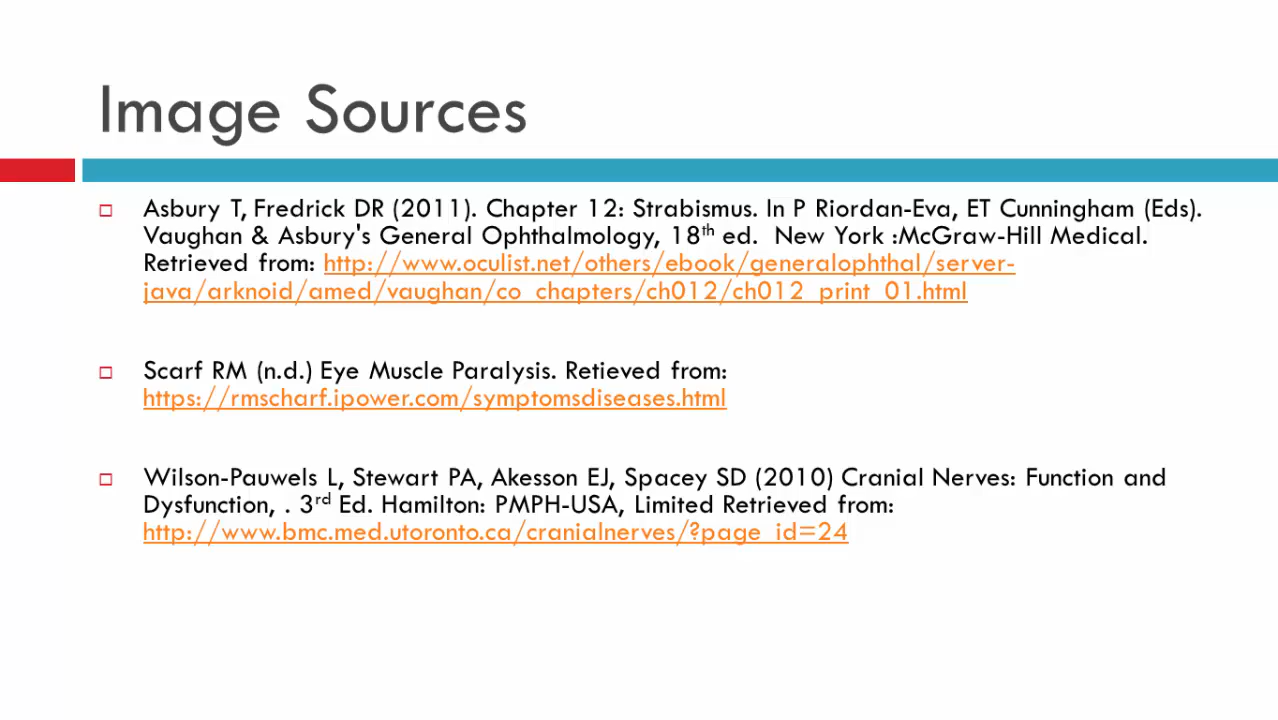 Image Sources
Asbury T, Fredrick DR (2011). Chapter 12: Strabismus. In P Riordan-Eva, ET Cunningham (Eds).
Vaughan & Asbury's General Ophthalmology, 18th ed.  New York :McGraw-Hill Medical.
Retrieved from: http://www.oculist.net/others/ebook/generalophthal/server-
java/arknoid/amed/vaughan/co_chapters/ch012/ch012_print_01.html
Scarf RM (n.d.) Eye Muscle Paralysis. Retieved from:
https://rmscharf.ipower.com/symptomsdiseases.html
Wilson-Pauwels L, Stewart PA, Akesson EJ, Spacey SD (2010) Cranial Nerves: Function and
Dysfunction, . 3rd Ed. Hamilton: PMPH-USA, Limited Retrieved from:
http://www.bmc.med.utoronto.ca/cranialnerves/?page_id=24